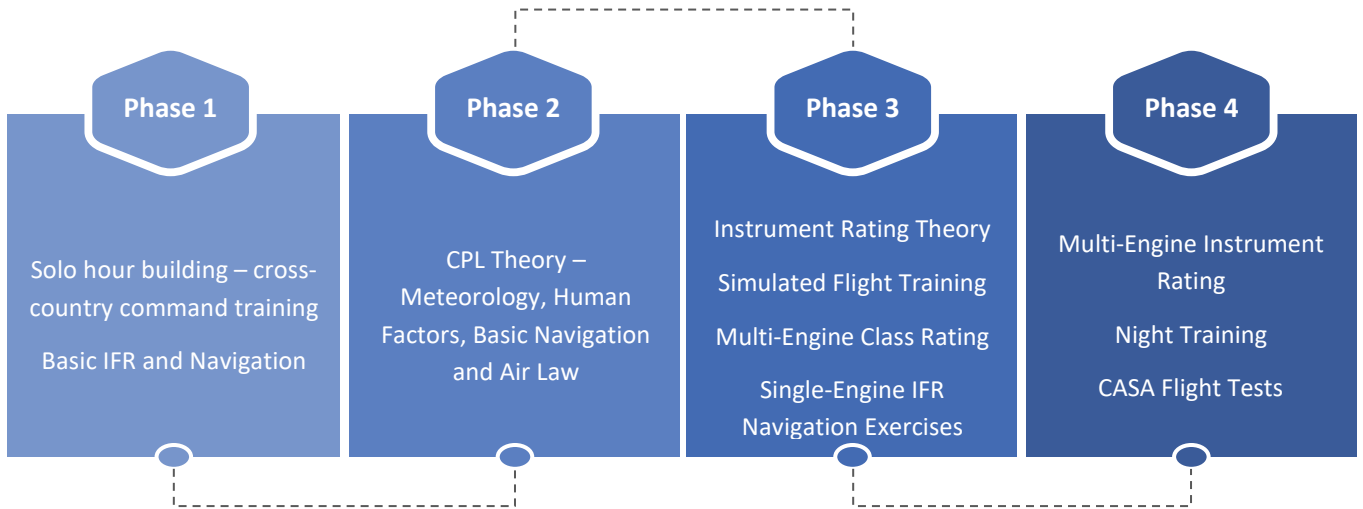 Phase 1
Solo hour building – cross-
country command training
Basic IFR and Navigation
Phase 2
CPL Theory –
Meteorology, Human
Factors, Basic Navigation
and Air Law
Phase 3
Instrument Rating Theory
Simulated Flight Training
Multi-Engine Class Rating
Single-Engine IFR
Navigation Exercises
Phase 4
Multi-Engine Instrument
Rating
Night Training
CASA Flight Tests